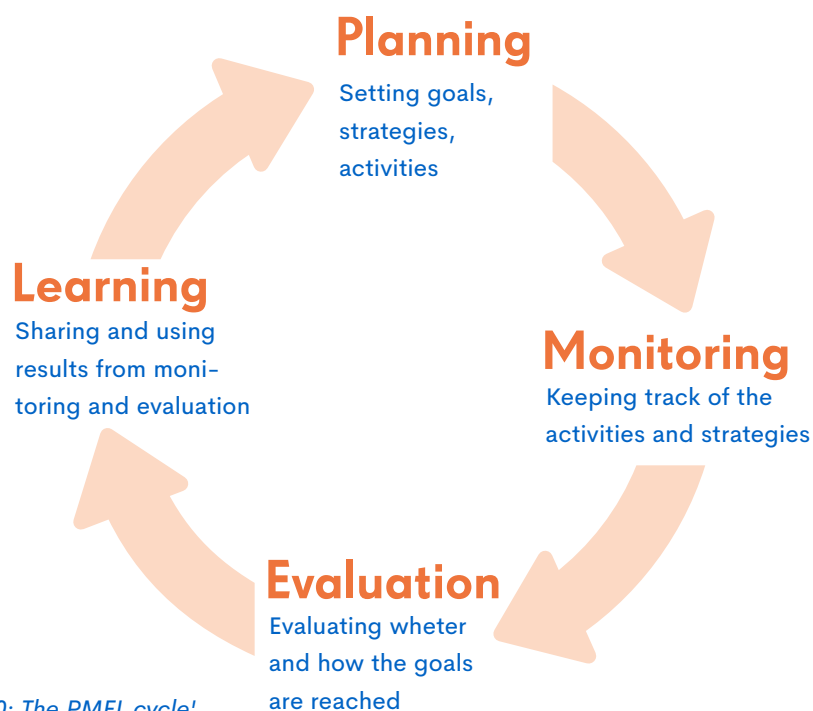 Planning
Setting goals,
strategies,
activities
Monitoring
Keeping track of the
activities and strategies
Evaluation
Evaluating wheter
and how the goals
are reached
Learning
Sharing and using
results from moni-
toring and evaluation
0: The PMEL cycle'